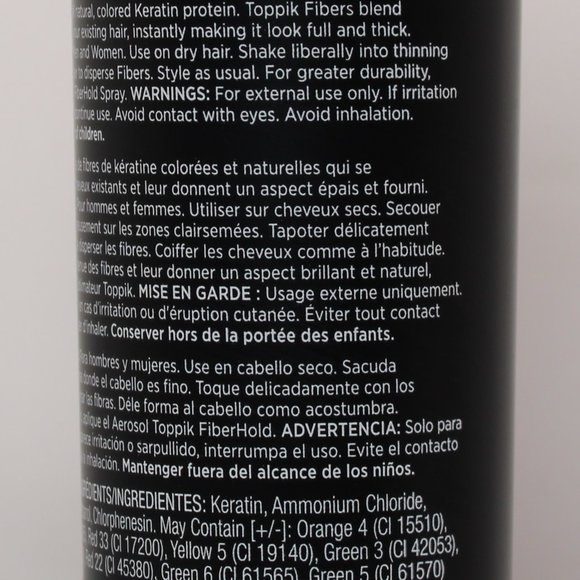 natural, colored Keratin protein. Toppik Fibers blend
existing hair, instantly making it look full and thick.
and Women. Use on dry hair. Shake liberally into thinning
to disperse Fibers. Style as usual. For greater durability,
FiberHold Spray. WARNINGS: For external use only. If irritation
use. Avoid contact with eyes. Avoid inhalation.
children.
de fibres de kératine colorées et naturelles qui se
existants et leur donnent un aspect épais et fourni.
hommes et femmes. Utiliser sur cheveux secs. Secouer
sur les zones clairsemées. Tapoter délicatement
disperser les fibres. Coiffer les cheveux comme à l'habitude.
des fibres et leur donner un aspect brillant et naturel,
Toppik. MISE EN GARDE : Usage externe uniquement.
cas d'irritation ou d'éruption cutanée. Éviter tout contact
d'inhaler. Conserver hors de la portée des enfants.
hombres y mujeres. Use en cabello seco. Sacuda
donde el cabello es fino. Toque delicadamente con los
las fibras. Déle forma al cabello como acostumbra.
aplique el Aerosol Toppik FiberHold. ADVERTENCIA: Solo para
irritación o sarpullido, interrumpa el uso. Evite el contacto
inhalación. Mantenger fuera del alcance de los niños.
Keratin, Ammonium Chloride,
Chlorphenesin. May Contain [+/-]: Orange 4 (CI 15510),
Red 33 (CI 17200), Yellow 5 (CI 19140), Green 3 (CI 42053),
Red 22 (CI 45380), Green 6 (CI 61565), Green 5 (CI 61570)